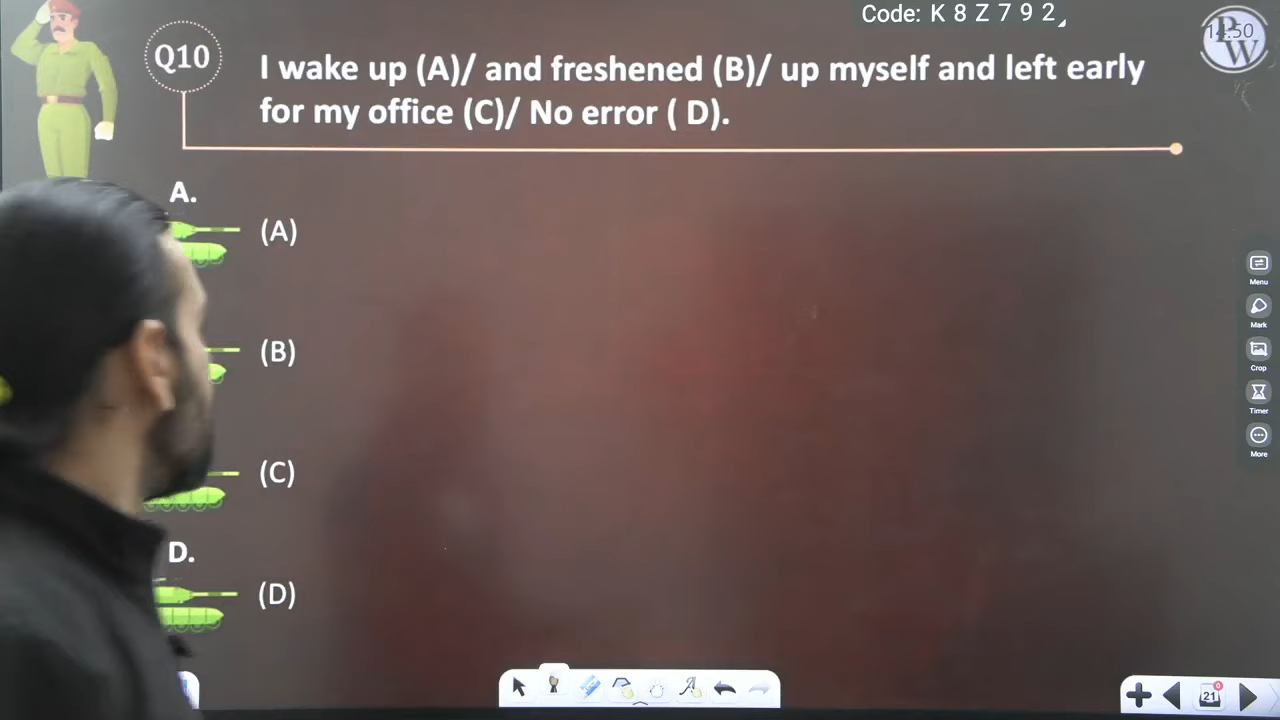 Code: K 8 Z 7 9 2
Q10
I wake up (A)/ and freshened (B)/ up myself and left early
for my office (C)/ No error ( D).
A.
(A)
(B)
(C)
D.
(D)
Menu
Mark
Crop
Timer
More
21